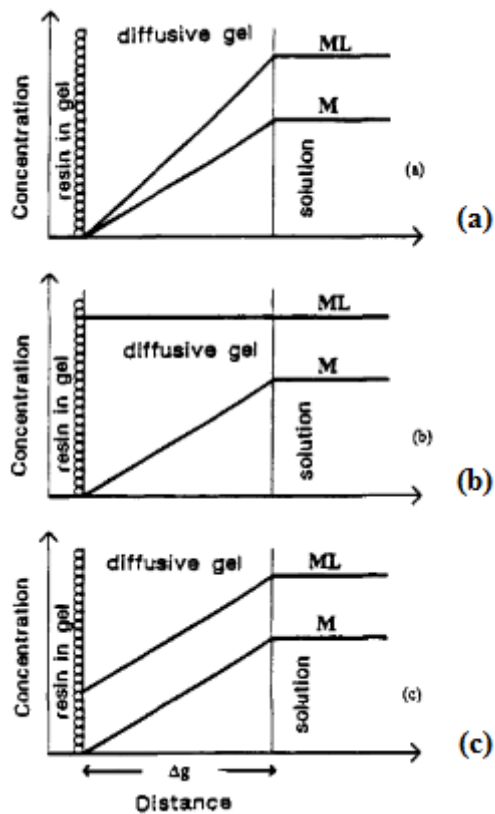 diffusive gel
ML
M
Concentration
resin in gel
solution
(a)
(a)
diffusive gel
ML
M
Concentration
resin in gel
solution
(b)
(b)
diffusive gel
ML
M
Concentration
resin in gel
solution
(c)
(c)
Δg
Distance